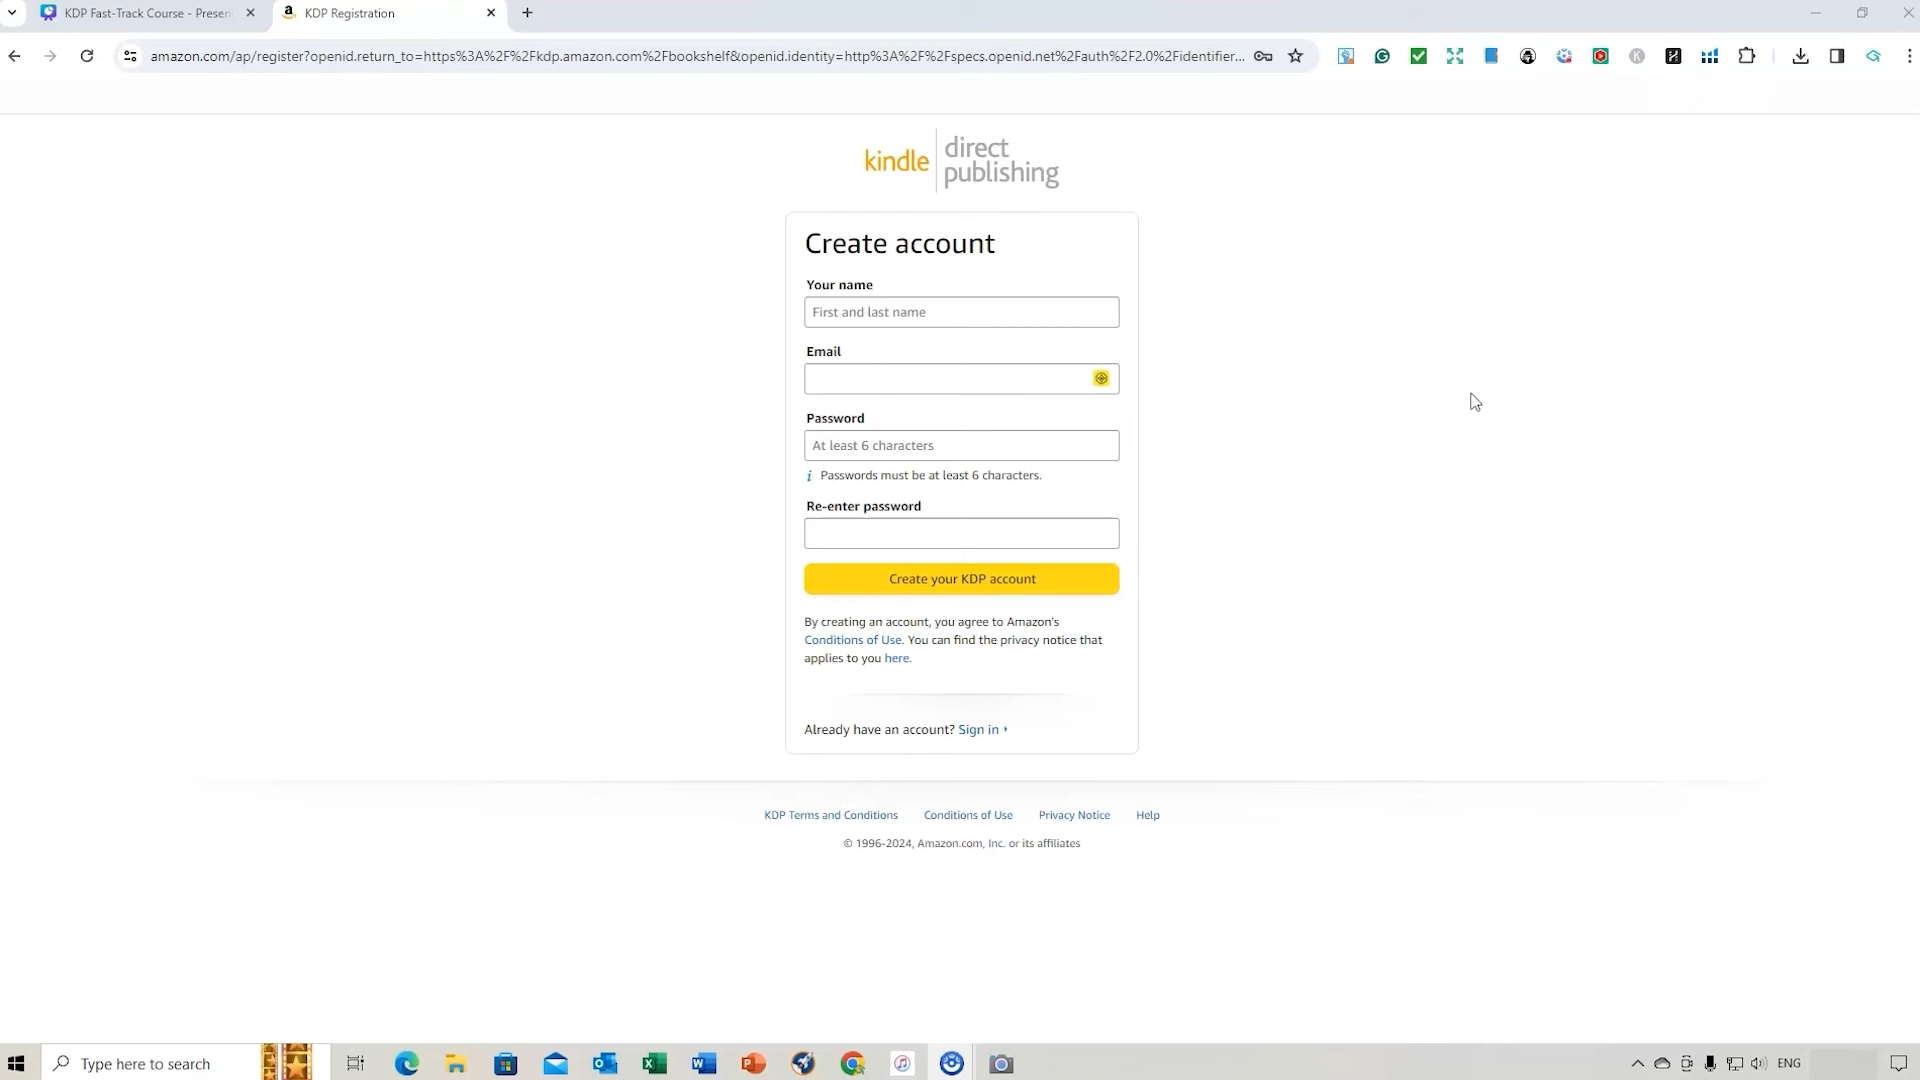 KDP Fast-Track Course - Presen
KDP Registration
amazon.com/ap/register?openid.return_to=https%3A%2F%2Fkdp.amazon.com%2Fbookshelf&openid.identity=http%3A%2F%2Fspecs.openid.net%2Fauth%2F2.0%2Fidentifier...
kindle direct publishing
Create account
Your name
First and last name
Email
Password
At least 6 characters
i Passwords must be at least 6 characters.
Re-enter password
Create your KDP account
By creating an account, you agree to Amazon's
Conditions of Use. You can find the privacy notice that
applies to you here.
Already have an account? Sign in
KDP Terms and Conditions Conditions of Use Privacy Notice Help
© 1996-2024, Amazon.com, Inc. or its affiliates
Type here to search
ENG